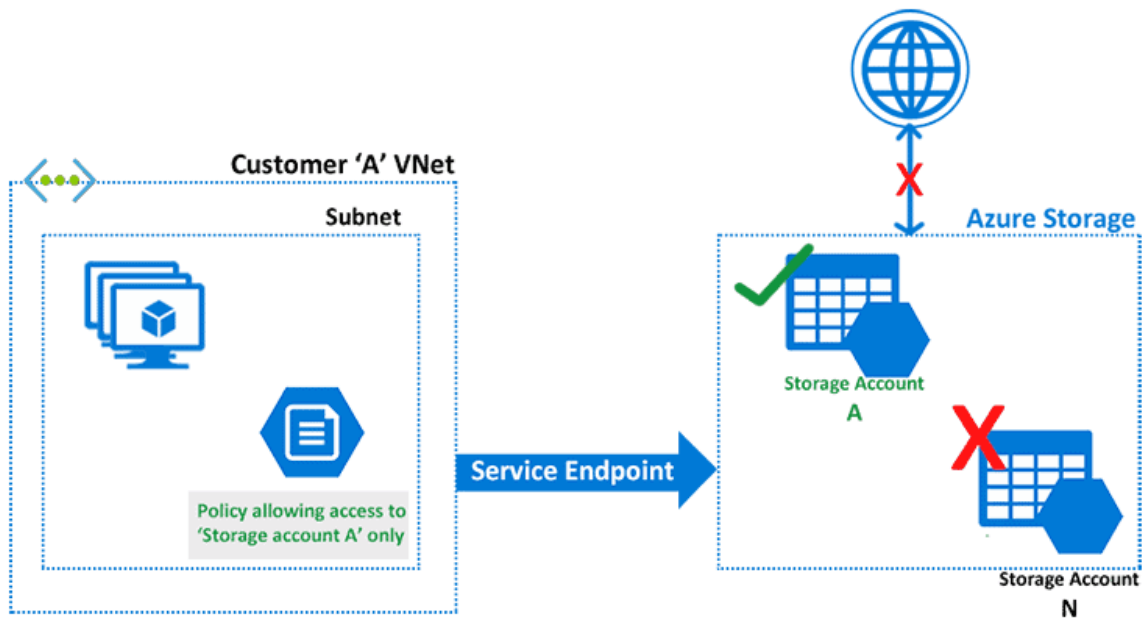 Customer ‘A’ VNet
Subnet
Policy allowing access to
‘Storage account A’ only
Service Endpoint
Azure Storage
Storage Account
A
Storage Account
N